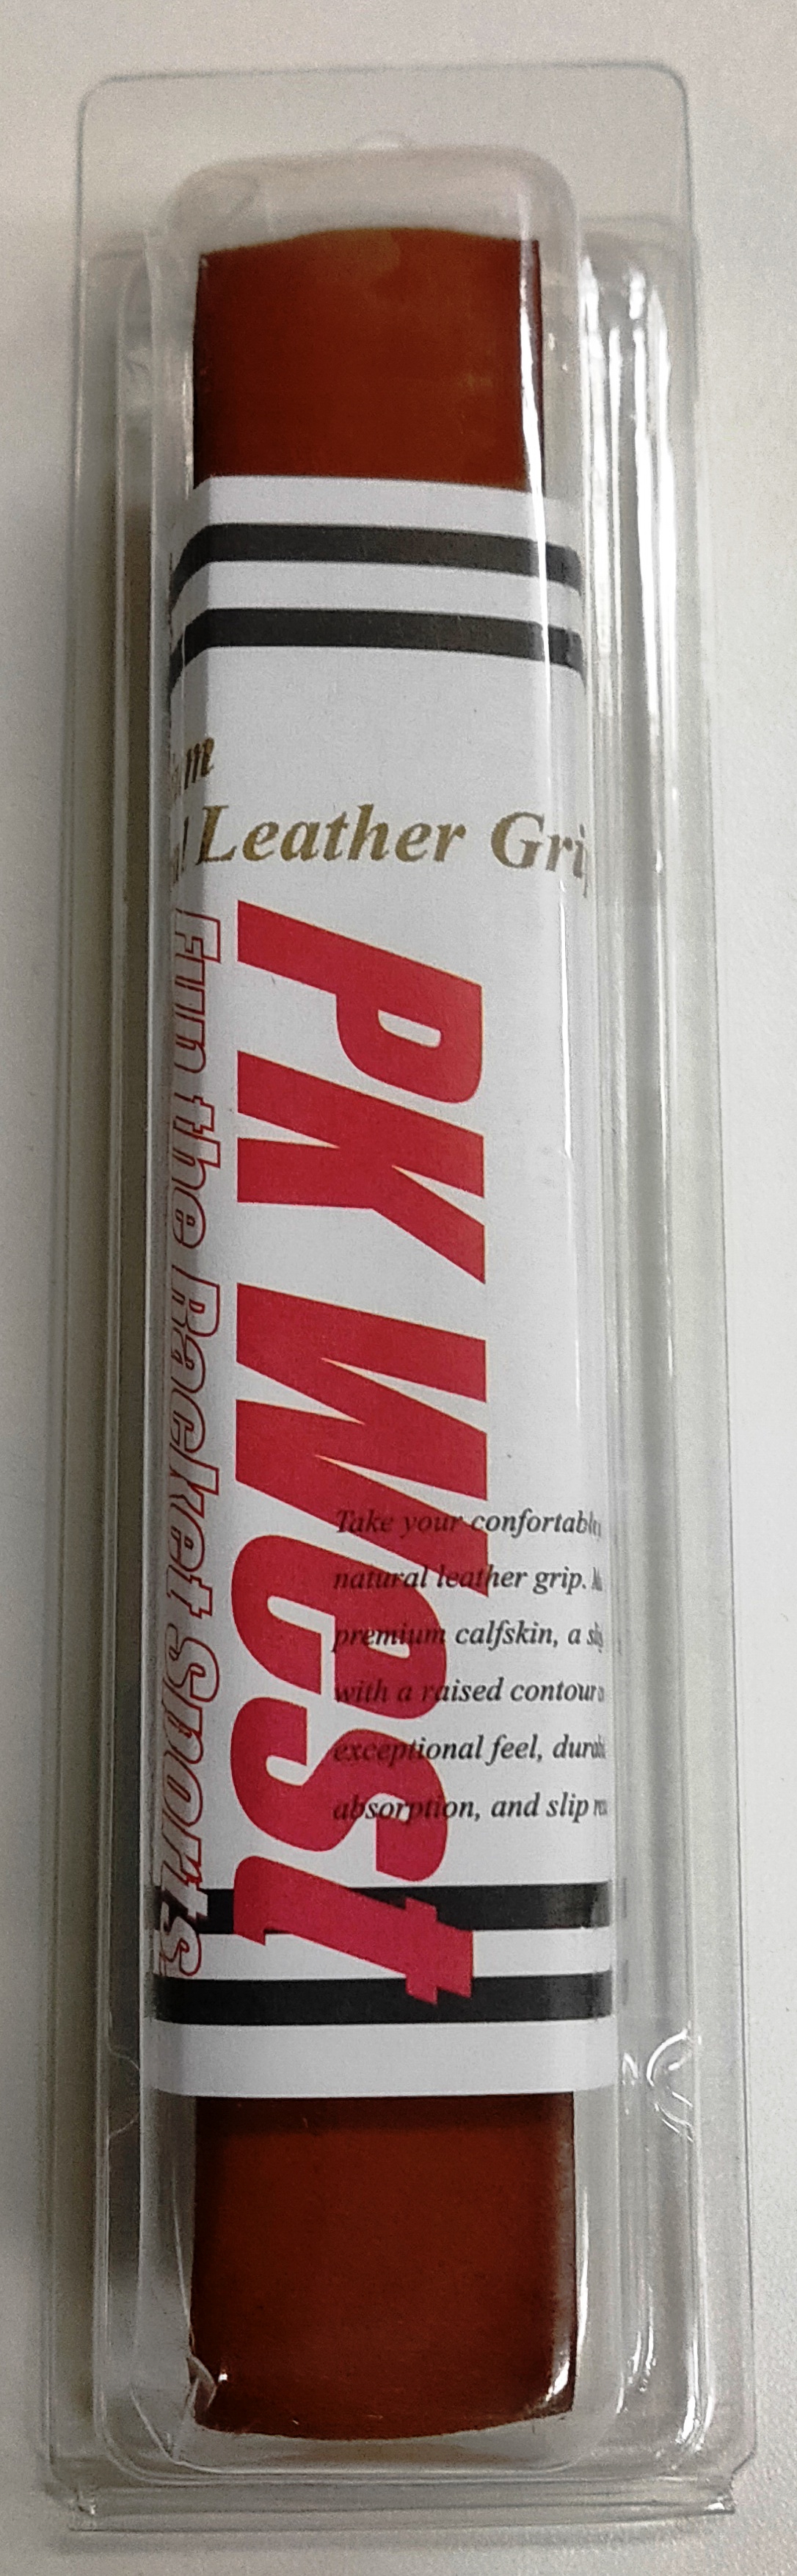 Leather Gri
PK West
Fun the Racket Sports
Take your confortable
natural leather grip.
premium calfskin, a
with a raised contour
exceptional feel,
absorption, and slip